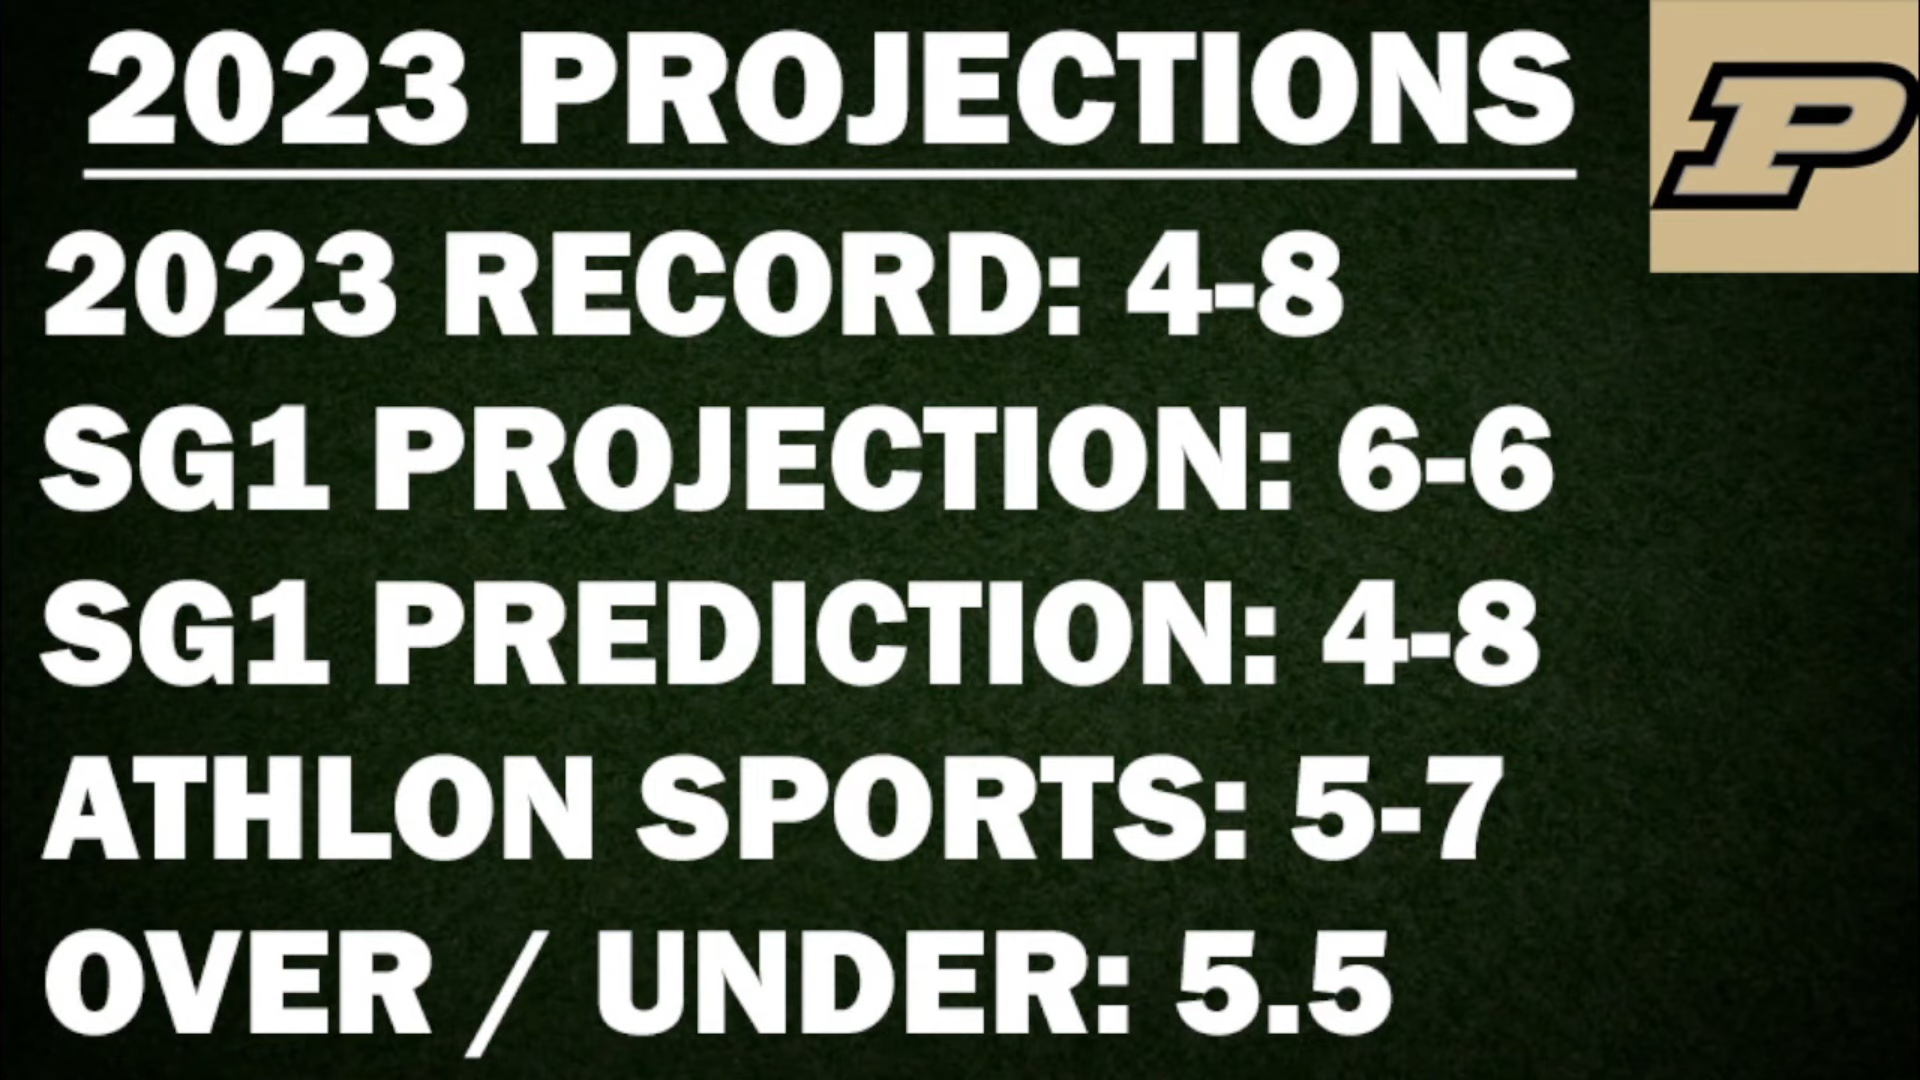 2023 PROJECTIONS
P
2023 RECORD: 4-8
SG1 PROJECTION: 6-6
SG1 PREDICTION: 4-8
ATHLON SPORTS: 5-7
OVER / UNDER: 5.5